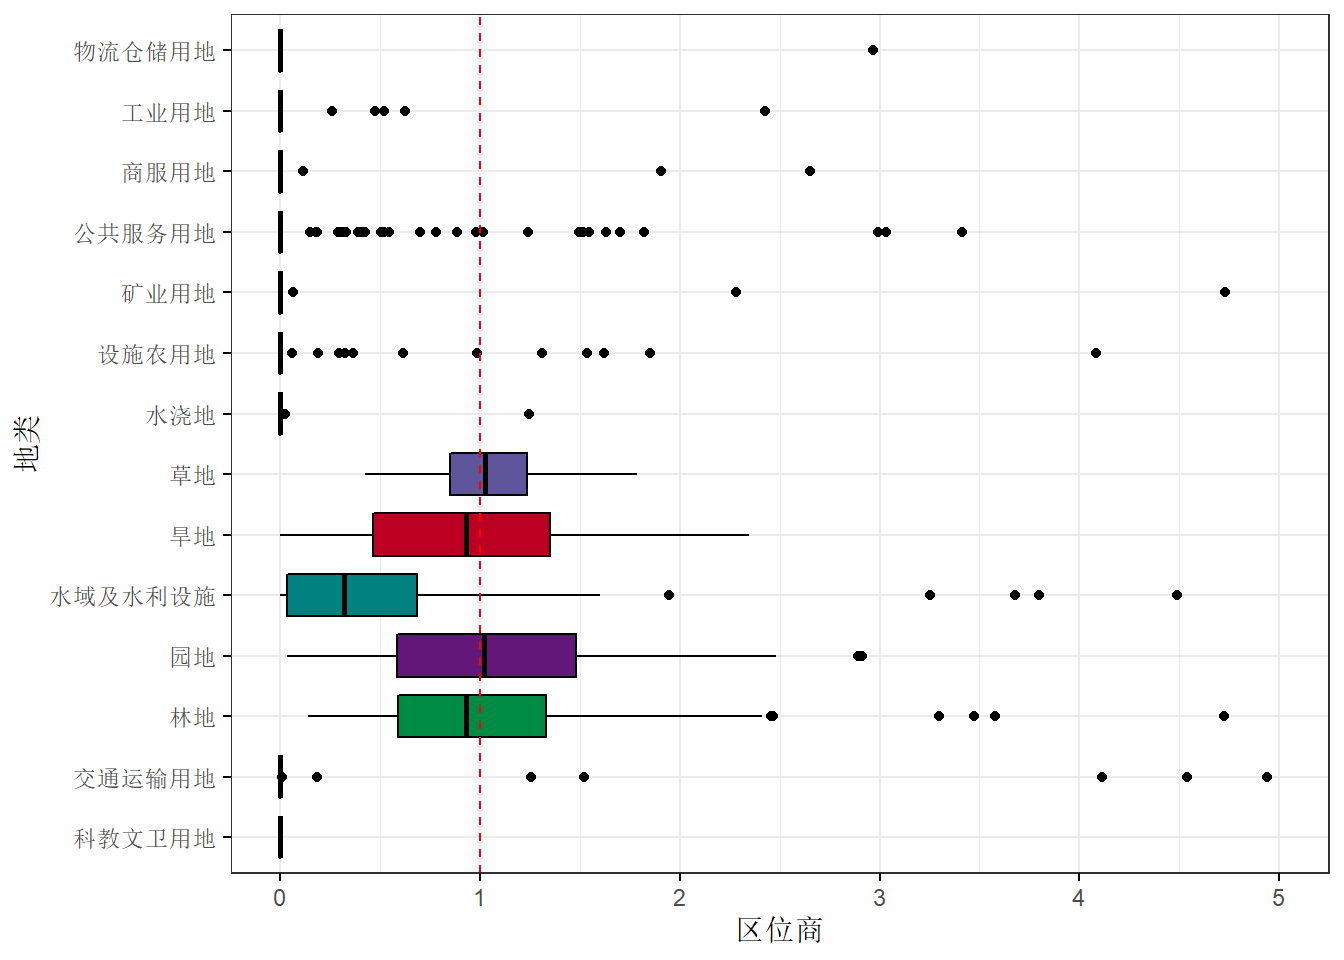 物流仓储用地
工业用地
商服用地
公共服务用地
矿业用地
设施农用地
水浇地
草地
旱地
水域及水利设施
园地
林地
交通运输用地
科教文卫用地
地类
0 1 2 3 4 5
区位商